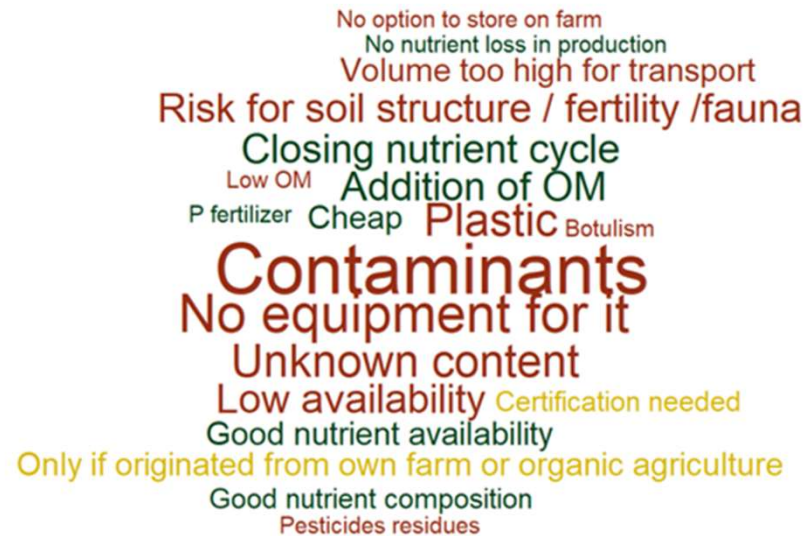 No option to store on farm
No nutrient loss in production
Volume too high for transport
Risk for soil structure / fertility /fauna
Closing nutrient cycle
Low OM Addition of OM
P fertilizer Cheap Plastic Botulism
Contaminants
No equipment for it
Unknown content
Low availability Certification needed
Good nutrient availability
Only if originated from own farm or organic agriculture
Good nutrient composition
Pesticides residues